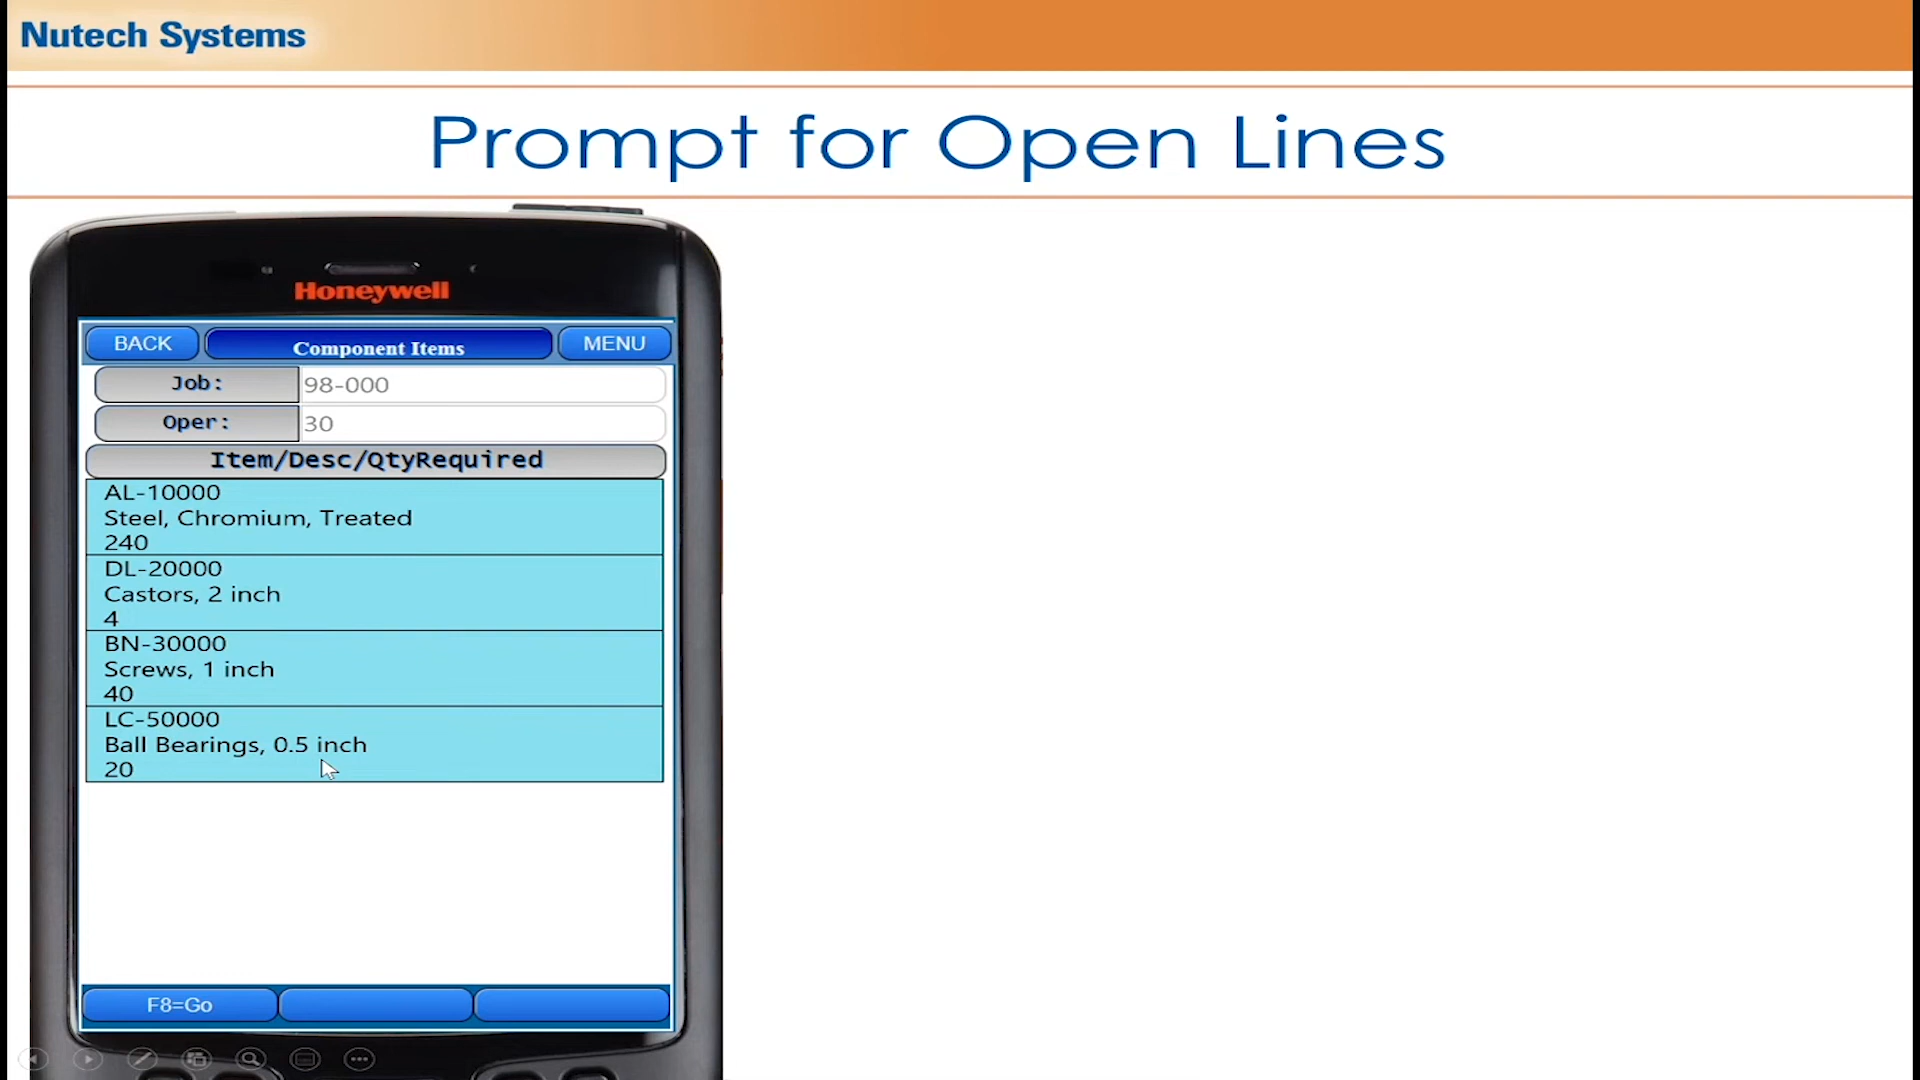 Nutech Systems
Prompt for Open Lines
Honeywell
BACK
Component Items
MENU
Job:
98-000
Oper:
30
Item/Desc/QtyRequired
AL-10000
Steel, Chromium, Treated
240
DL-20000
Castors, 2 inch
4
BN-30000
Screws, 1 inch
40
LC-50000
Ball Bearings, 0.5 inch
20
F8=Go